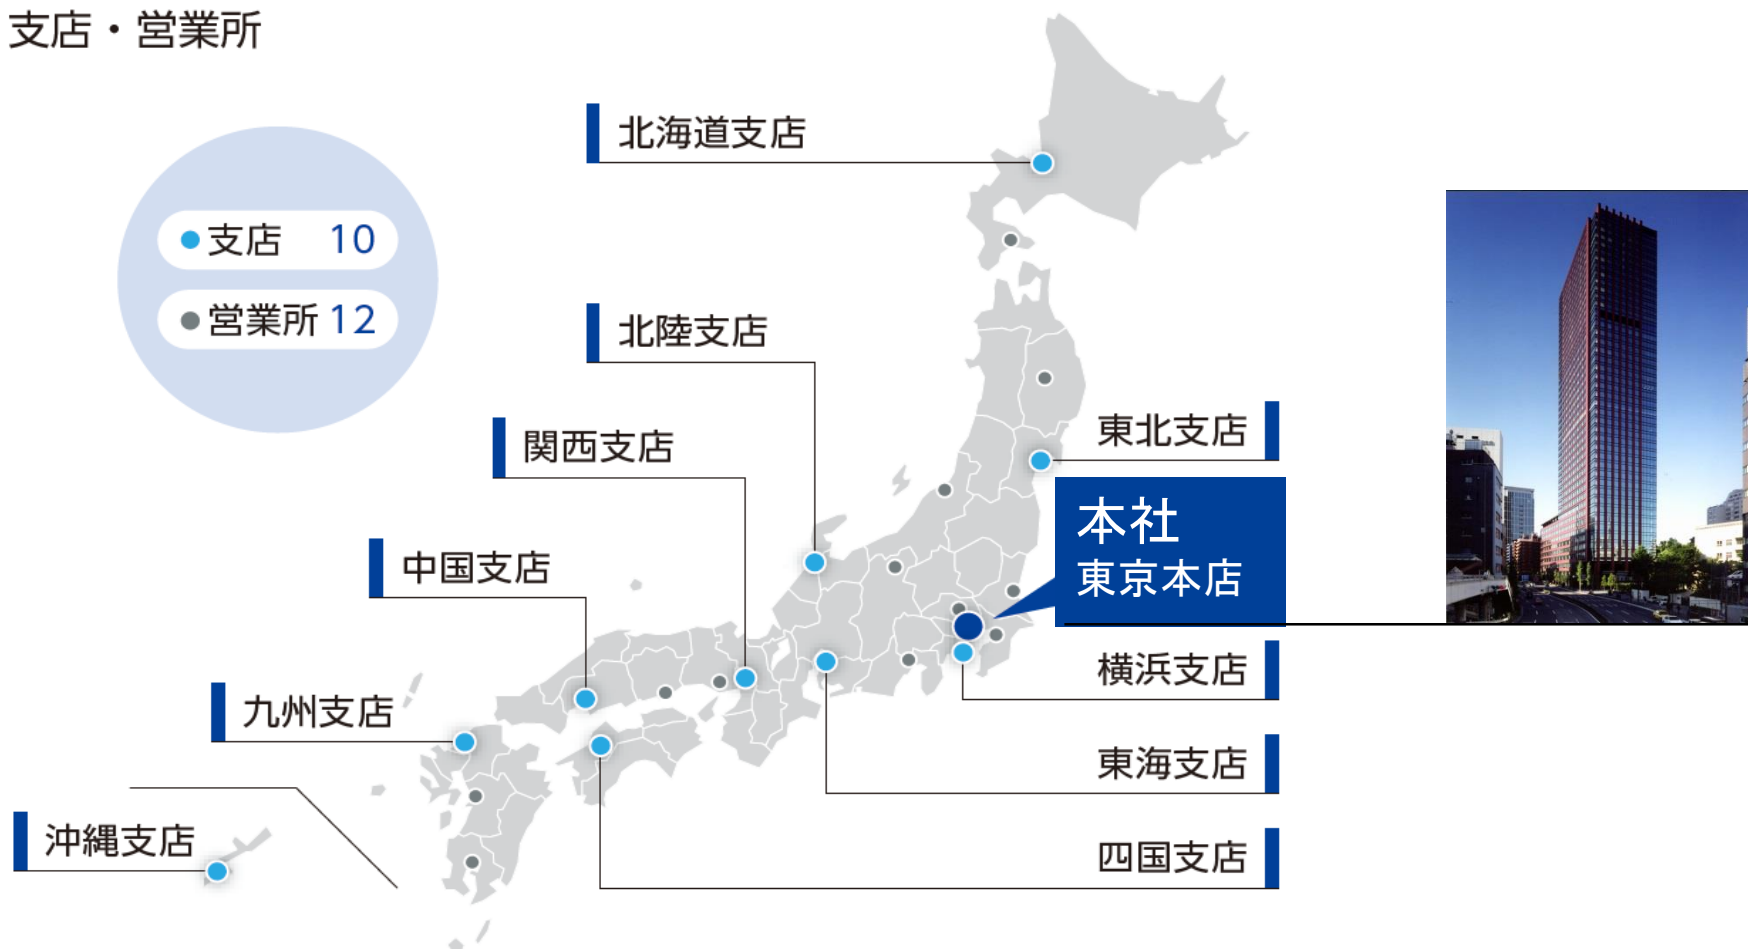 支店・営業所
北海道支店
支店 10
営業所 12
北陸支店
東北支店
関西支店
本社
東京本店
中国支店
横浜支店
九州支店
東海支店
沖縄支店
四国支店